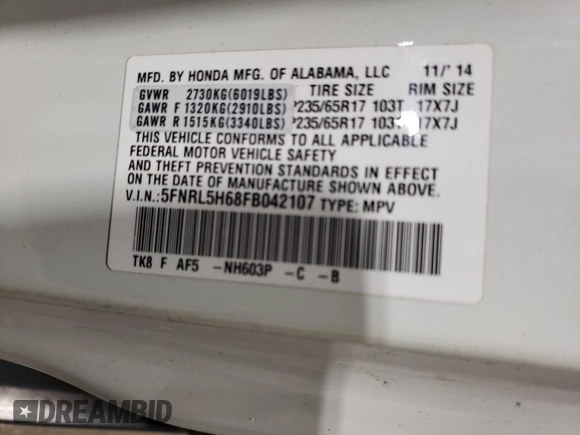 MFD. BY HONDA MFG. OF ALABAMA, LLC 11/'14
GVWR 2730KG(6019LBS) TIRE SIZE RIM SIZE
GAWR F 1320KG(2910LBS) P235/65R17 103T 17X7J
GAWR R 1515KG(3340LBS) P235/65R17 103T 17X7J
THIS VEHICLE CONFORMS TO ALL APPLICABLE
FEDERAL MOTOR VEHICLE SAFETY
AND THEFT PREVENTION STANDARDS IN EFFECT
ON THE DATE OF MANUFACTURE SHOWN ABOVE.
V.I.N.:5FNRL5H68FB042107 TYPE: MPV
TK8 F AF5 -NH603P -C -B
DREAMBID